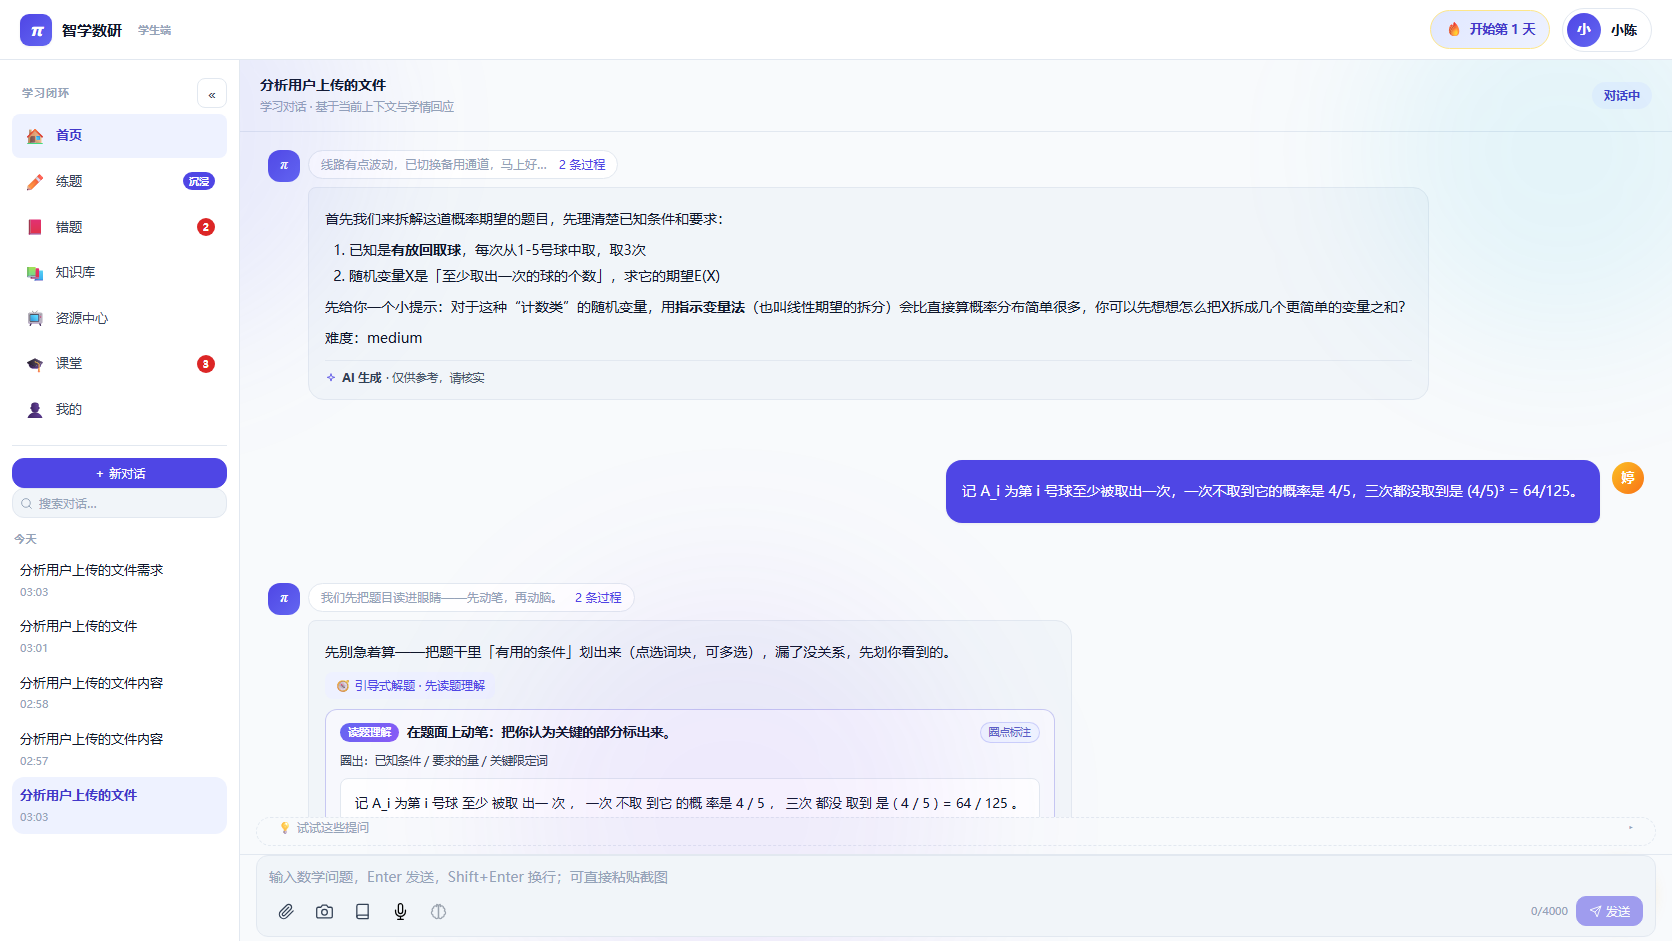 π 智学数研 学生端
开始第 1 天
小 小陈
学习闭环 «
首页
练题 沉浸
错题 2
知识库
资源中心
课堂 3
我的
+ 新对话
搜索对话...
今天
分析用户上传的文件需求
03:03
分析用户上传的文件
03:01
分析用户上传的文件内容
02:58
分析用户上传的文件内容
02:57
分析用户上传的文件
03:03
分析用户上传的文件
学习对话 · 基于当前上下文与学情回应
对话中
π 线路有点波动，已切换备用通道，马上好... 2 条过程
首先我们来拆解这道概率期望的题目，先理清楚已知条件和要求：
1. 已知是有放回取球，每次从1-5号球中取，取3次
2. 随机变量X是「至少取出一次的球的个数」，求它的期望E(X)
先给你一个小提示：对于这种“计数类”的随机变量，用指示变量法（也叫线性期望的拆分）会比直接算概率分布简单很多，你可以先想想怎么把X拆成几个更简单的变量之和？
难度：medium
AI 生成 · 仅供参考，请核实
记 A_i 为第 i 号球至少被取出一次，一次不取到它的概率是 4/5，三次都没取到是 (4/5)³ = 64/125。
婷
π 我们先把题目读进眼睛——先动笔，再动脑。 2 条过程
先别急着算——把题干里「有用的条件」划出来（点选词块，可多选），漏了没关系，先划你看到的。
引导式解题 · 先读题理解
读题理解 在题面上动笔：把你认为关键的部分标出来。 圈点标注
圈出：已知条件 / 要求的量 / 关键限定词
记 A_i 为第 i 号球 至少 被取 出一 次 ， 一次 不取 到它 的概 率是 4 / 5 ， 三次 都没 取到 是 ( 4 / 5 ) = 64 / 125 。
试试这些提问
输入数学问题，Enter 发送，Shift+Enter 换行；可直接粘贴截图
0/4000 发送